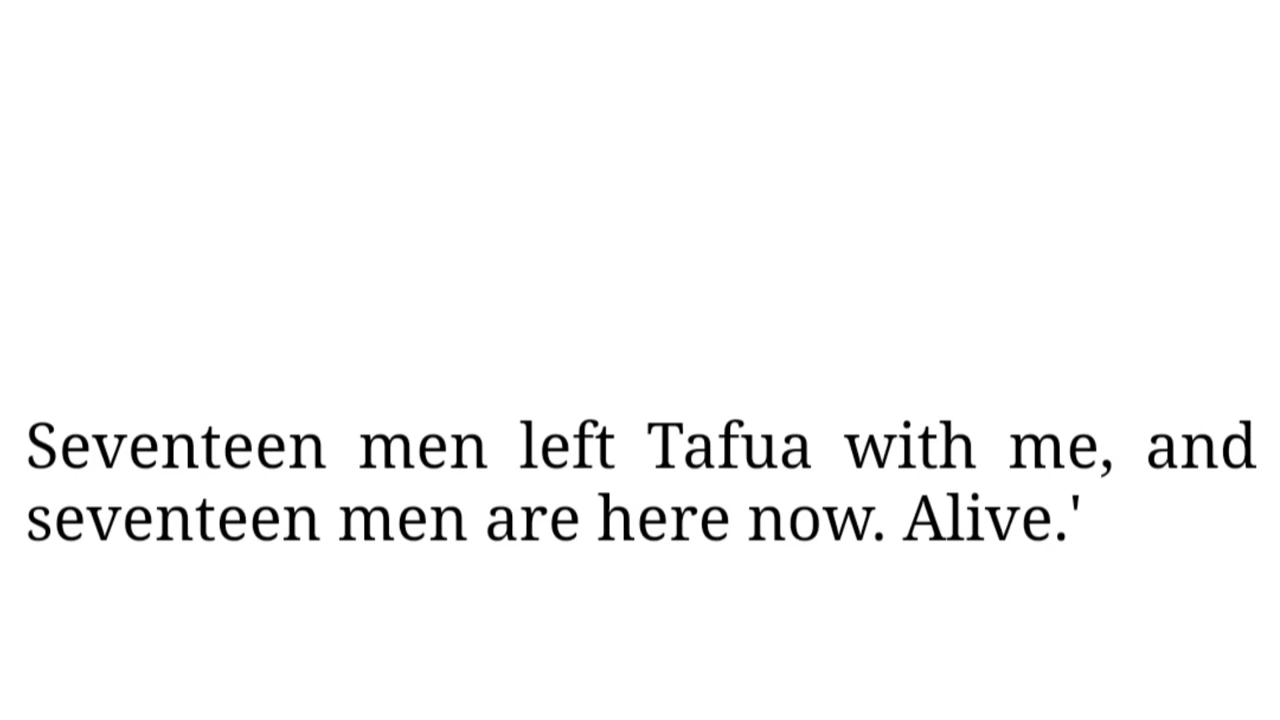 Seventeen men left Tafua with me, and
seventeen men are here now. Alive.'